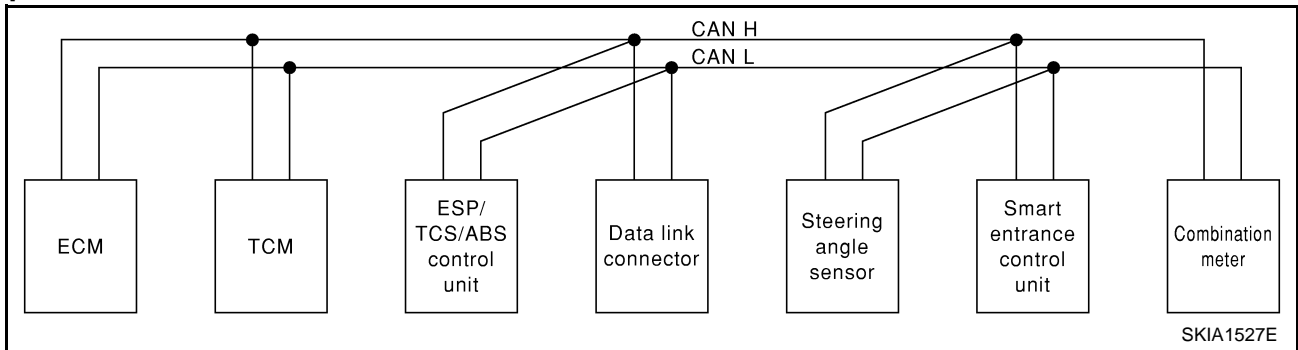 CAN H
CAN L
ECM
TCM
ESP/
TCS/ABS
control
unit
Data link
connector
Steering
angle
sensor
Smart
entrance
control
unit
Combination
meter
SKIA1527E